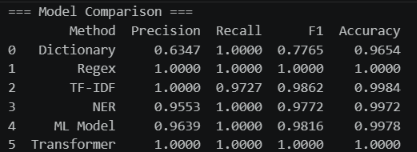 === Model Comparison ===
Method Precision Recall F1 Accuracy
0 Dictionary 0.6347 1.0000 0.7765 0.9654
1 Regex 1.0000 1.0000 1.0000 1.0000
2 TF-IDF 1.0000 0.9727 0.9862 0.9984
3 NER 0.9553 1.0000 0.9772 0.9972
4 ML Model 0.9639 1.0000 0.9816 0.9978
5 Transformer 1.0000 1.0000 1.0000 1.0000